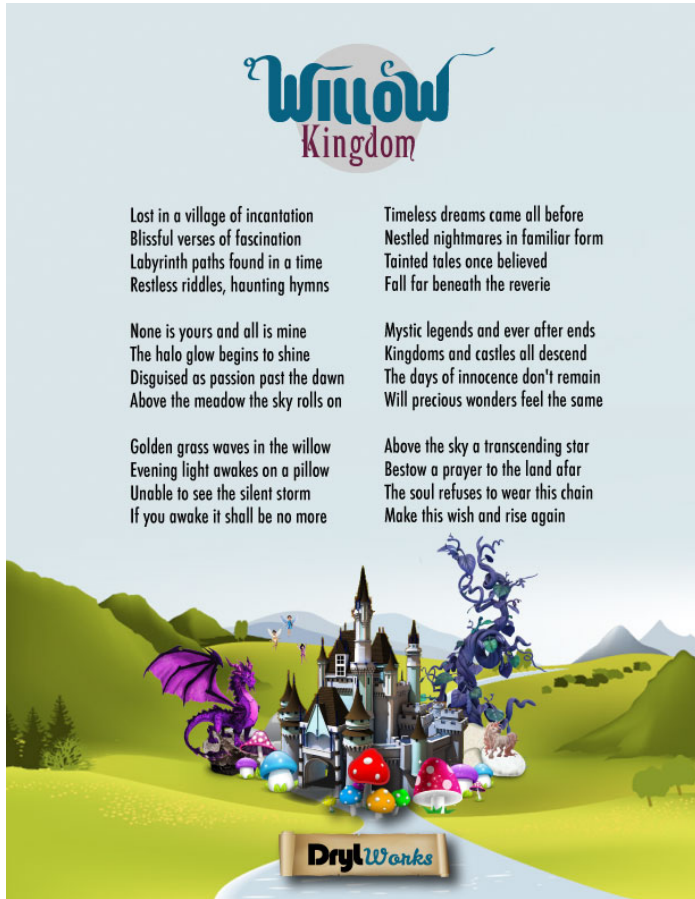 Willow
Kingdom
Lost in a village of incantation
Blissful verses of fascination
Labyrinth paths found in a time
Restless riddles, haunting hymns
None is yours and all is mine
The halo glow begins to shine
Disguised as passion past the dawn
Above the meadow the sky rolls on
Golden grass waves in the willow
Evening light awakes on a pillow
Unable to see the silent storm
If you awake it shall be no more
Timeless dreams came all before
Nestled nightmares in familiar form
Tainted tales once believed
Fall far beneath the reverie
Mystic legends and ever after ends
Kingdoms and castles all descend
The days of innocence don't remain
Will precious wonders feel the same
Above the sky a transcending star
Bestow a prayer to the land afar
The soul refuses to wear this chain
Make this wish and rise again
DrylWorks